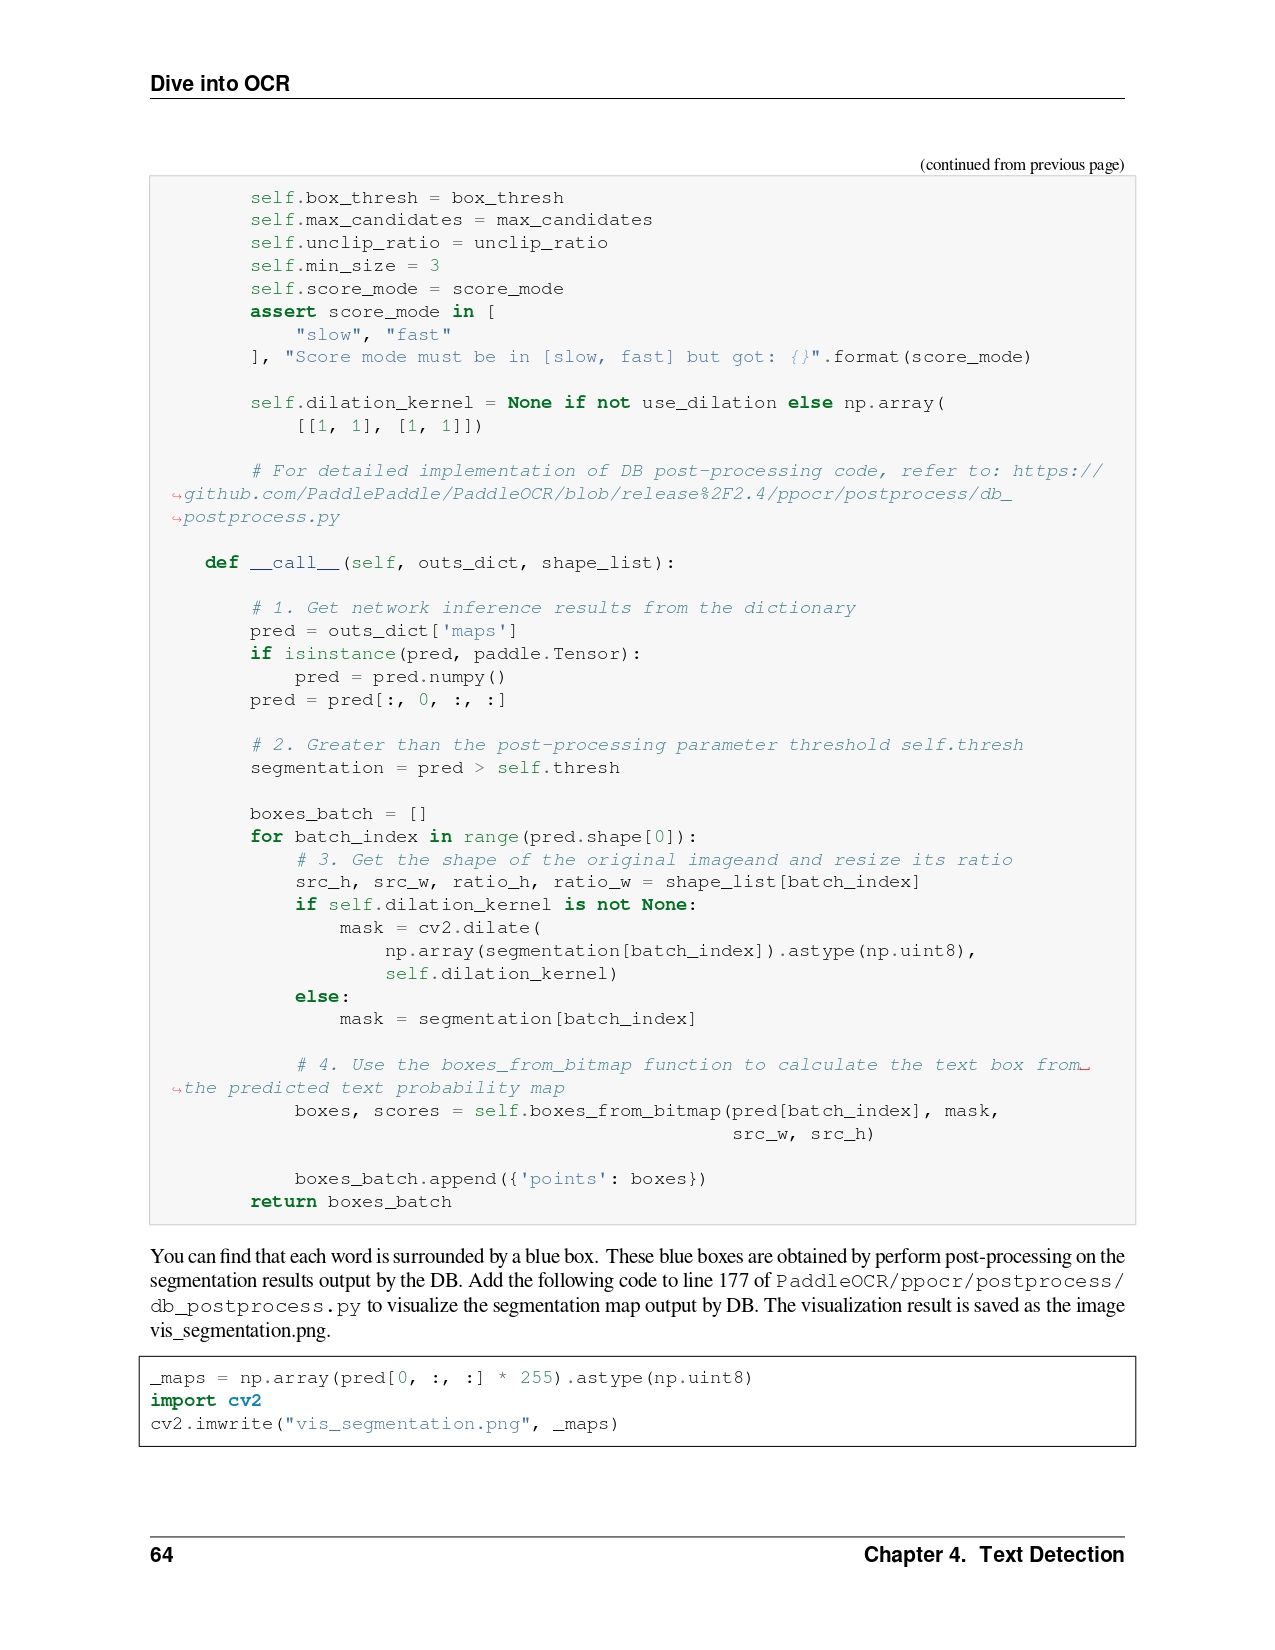 Dive into OCR
(continued from previous page)
        self.box_thresh = box_thresh
        self.max_candidates = max_candidates
        self.unclip_ratio = unclip_ratio
        self.min_size = 3
        self.score_mode = score_mode
        assert score_mode in [
            "slow", "fast"
        ], "Score mode must be in [slow, fast] but got: {}".format(score_mode)
        self.dilation_kernel = None if not use_dilation else np.array(
            [[1, 1], [1, 1]])
        # For detailed implementation of DB post-processing code, refer to: https://
↪github.com/PaddlePaddle/PaddleOCR/blob/release%2F2.4/ppocr/postprocess/db_
↪postprocess.py
    def __call__(self, outs_dict, shape_list):
        # 1. Get network inference results from the dictionary
        pred = outs_dict['maps']
        if isinstance(pred, paddle.Tensor):
            pred = pred.numpy()
        pred = pred[:, 0, :, :]
        # 2. Greater than the post-processing parameter threshold self.thresh
        segmentation = pred > self.thresh
        boxes_batch = []
        for batch_index in range(pred.shape[0]):
            # 3. Get the shape of the original imageand and resize its ratio
            src_h, src_w, ratio_h, ratio_w = shape_list[batch_index]
            if self.dilation_kernel is not None:
                mask = cv2.dilate(
                    np.array(segmentation[batch_index]).astype(np.uint8),
                    self.dilation_kernel)
            else:
                mask = segmentation[batch_index]
            # 4. Use the boxes_from_bitmap function to calculate the text box from␣
↪the predicted text probability map
            boxes, scores = self.boxes_from_bitmap(pred[batch_index], mask,
                                                   src_w, src_h)
            boxes_batch.append({'points': boxes})
        return boxes_batch
You can find that each word is surrounded by a blue box. These blue boxes are obtained by perform post-processing on the
segmentation results output by the DB. Add the following code to line 177 of PaddleOCR/ppocr/postprocess/
db_postprocess.py to visualize the segmentation map output by DB. The visualization result is saved as the image
vis_segmentation.png.
_maps = np.array(pred[0, :, :] * 255).astype(np.uint8)
import cv2
cv2.imwrite("vis_segmentation.png", _maps)
64 Chapter 4. Text Detection